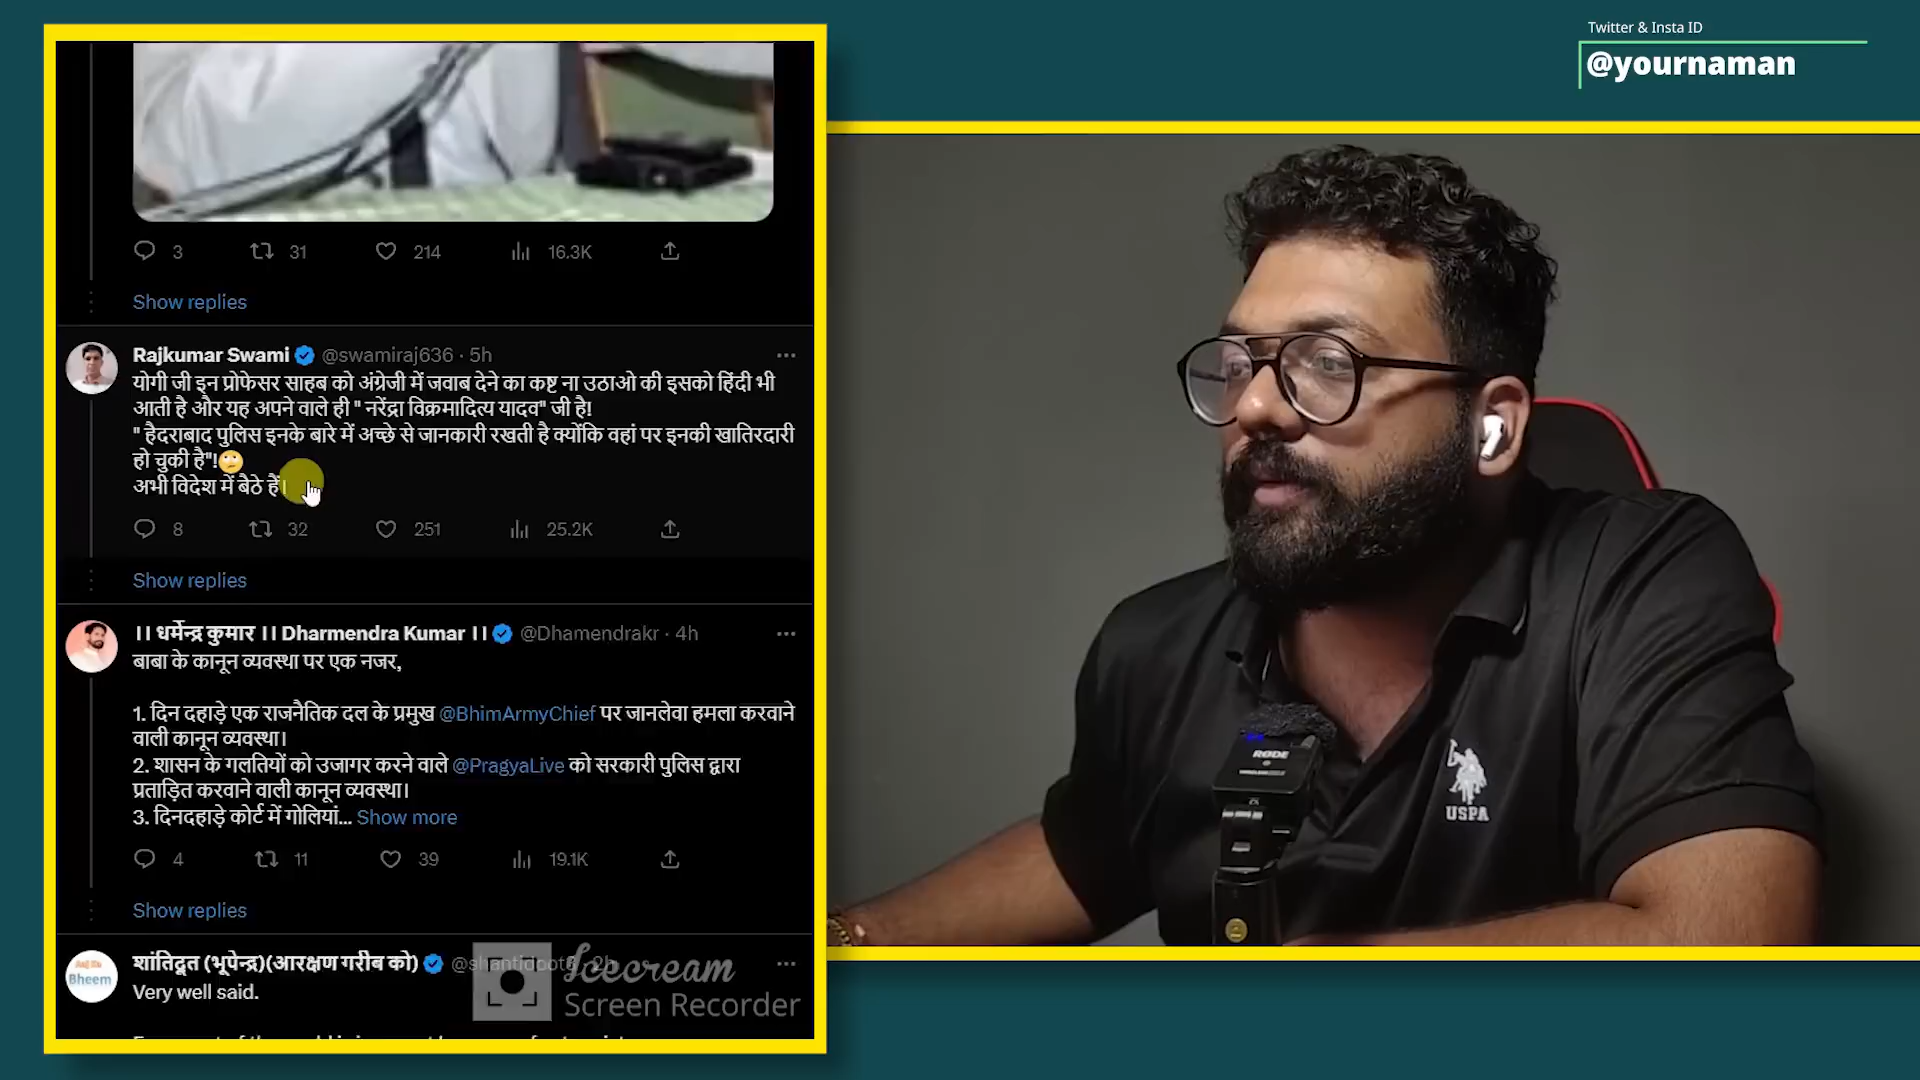 Twitter & Insta ID
@yournaman
3 31 214 16.3K
Show replies
Rajkumar Swami @swamiraj636 · 5h
योगी जी इन प्रोफेसर साहब को अंग्रेजी में जवाब देने का कष्ट ना उठाओ की इसको हिंदी भी
आती है और यह अपने वाले ही " नरेंद्रा विक्रमादित्य यादव" जी है!
" हैदराबाद पुलिस इनके बारे में अच्छे से जानकारी रखती है क्योंकि वहां पर इनकी खातिरदारी
हो चुकी है"!🙄
अभी विदेश में बैठे हैं।
8 32 251 25.2K
Show replies
।। धर्मेन्द्र कुमार ।। Dharmendra Kumar ।। @Dhamendrakr · 4h
बाबा के कानून व्यवस्था पर एक नजर,
1. दिन दहाड़े एक राजनैतिक दल के प्रमुख @BhimArmyChief पर जानलेवा हमला करवाने
वाली कानून व्यवस्था।
2. शासन के गलतियों को उजागर करने वाले @PragyaLive को सरकारी पुलिस द्वारा
प्रताड़ित करवाने वाली कानून व्यवस्था।
3. दिनदहाड़े कोर्ट में गोलियां... Show more
4 11 39 19.1K
Show replies
शांतिदूत (भूपेन्द्र)(आरक्षण गरीब को) 2h
Bheem
Very well said.
Icecream
Screen Recorder
RODE
USPA